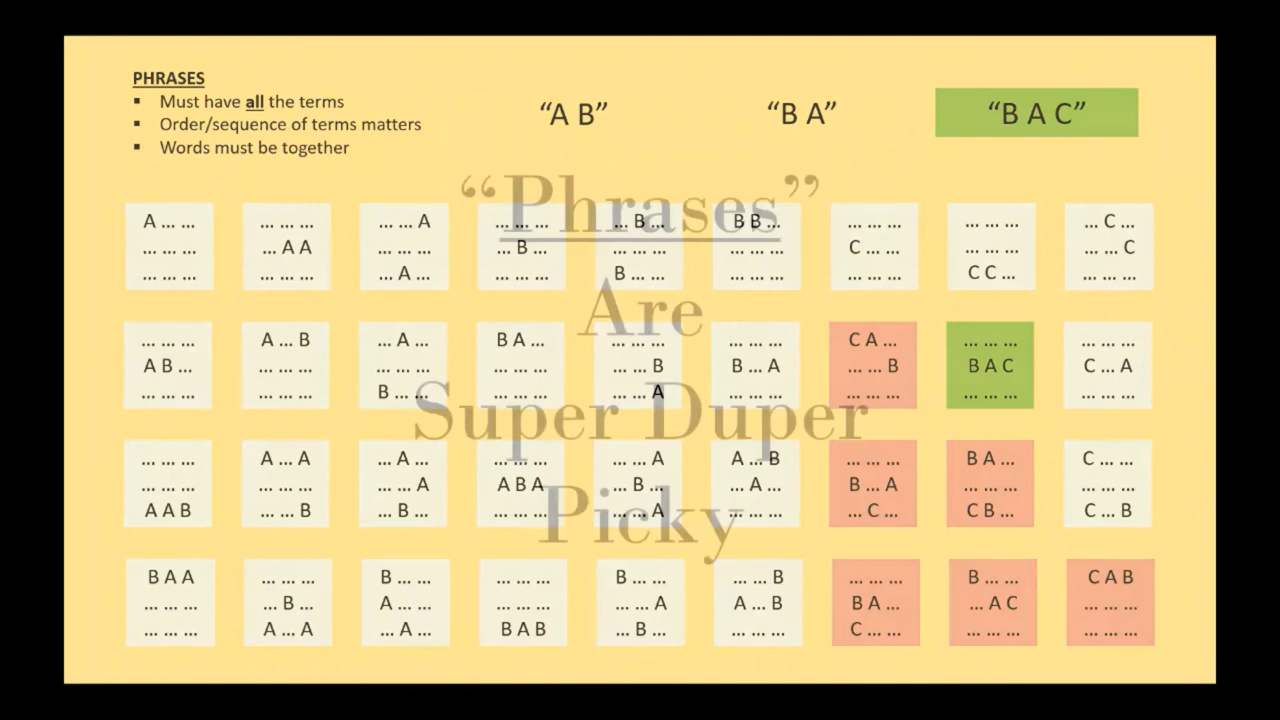 PHRASES
▪ Must have all the terms
▪ Order/sequence of terms matters
▪ Words must be together
“A B”
“B A”
“B A C”
“Phrases”
Are
Super Duper
Picky
A ... ...
... ... ...
... ... ...
... ... ...
... A A
... ... ...
... ... A
... ... ...
... A ...
... ... ...
... B ...
... ... ...
... B ...
... ... ...
B ... ...
B B ...
... ... ...
... ... ...
... ... ...
C ... ...
... ... ...
... ... ...
... ... ...
C C ...
... C ...
... ... C
... ... ...
... ... ...
A B ...
... ... ...
A ... B
... ... ...
... ... ...
... A ...
... ... ...
B ... ...
B A ...
... ... ...
... ... ...
... ... ...
... ... B
... ... A
... ... ...
B ... A
... ... ...
C A ...
... ... B
... ... ...
... ... ...
B A C
... ... ...
... ... ...
C ... A
... ... ...
... ... ...
... ... ...
A A B
A ... A
... ... ...
... ... B
... A ...
... ... A
... B ...
... ... ...
A B A
... ... ...
... ... A
... B ...
... ... A
A ... B
... A ...
... ... ...
... ... ...
B ... A
... C ...
B A ...
... ... ...
C B ...
C ... ...
... ... ...
C ... B
B A A
... ... ...
... ... ...
... ... ...
... B ...
A ... A
B ... ...
A ... ...
... A ...
... ... ...
... ... ...
B A B
B ... ...
... ... A
... B ...
... ... B
A ... B
... ... ...
... ... ...
B A ...
C ... ...
B ... ...
... A C
... ... ...
C A B
... ... ...
... ... ...